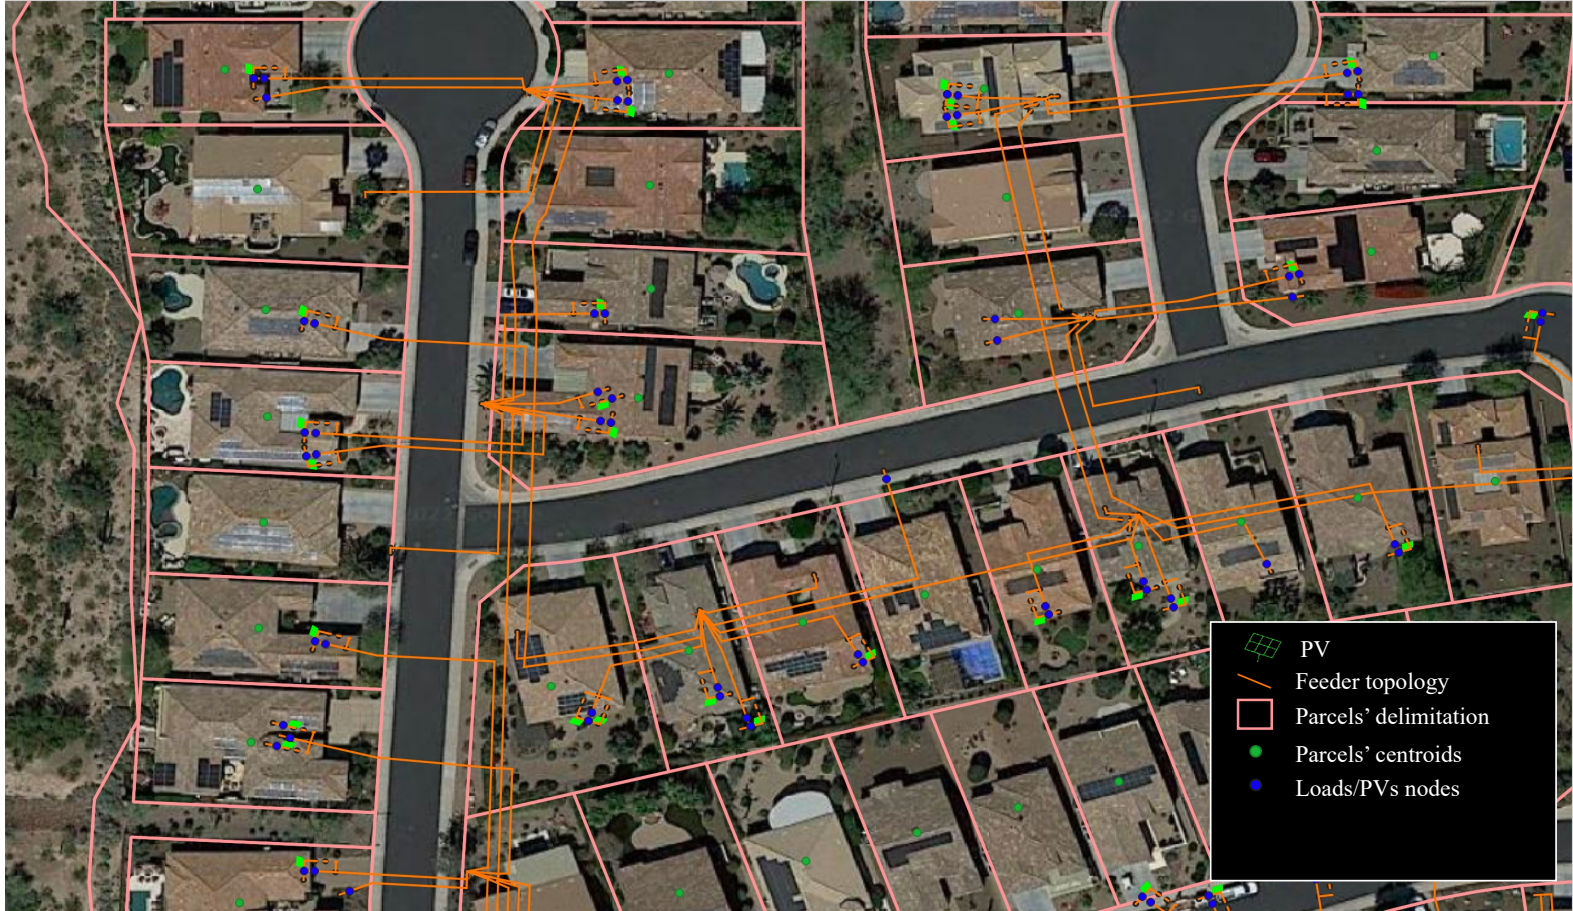 PV
Feeder topology
Parcels’ delimitation
Parcels’ centroids
Loads/PVs nodes